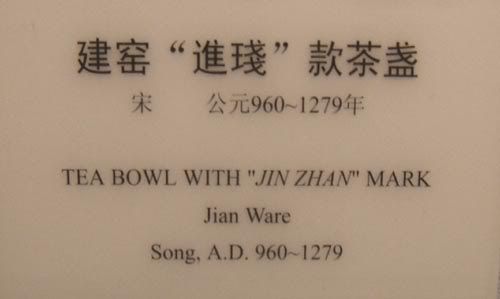 建窑“進琖”款茶盏
宋 公元960~1279年
TEA BOWL WITH "JIN ZHAN" MARK
Jian Ware
Song, A.D. 960~1279